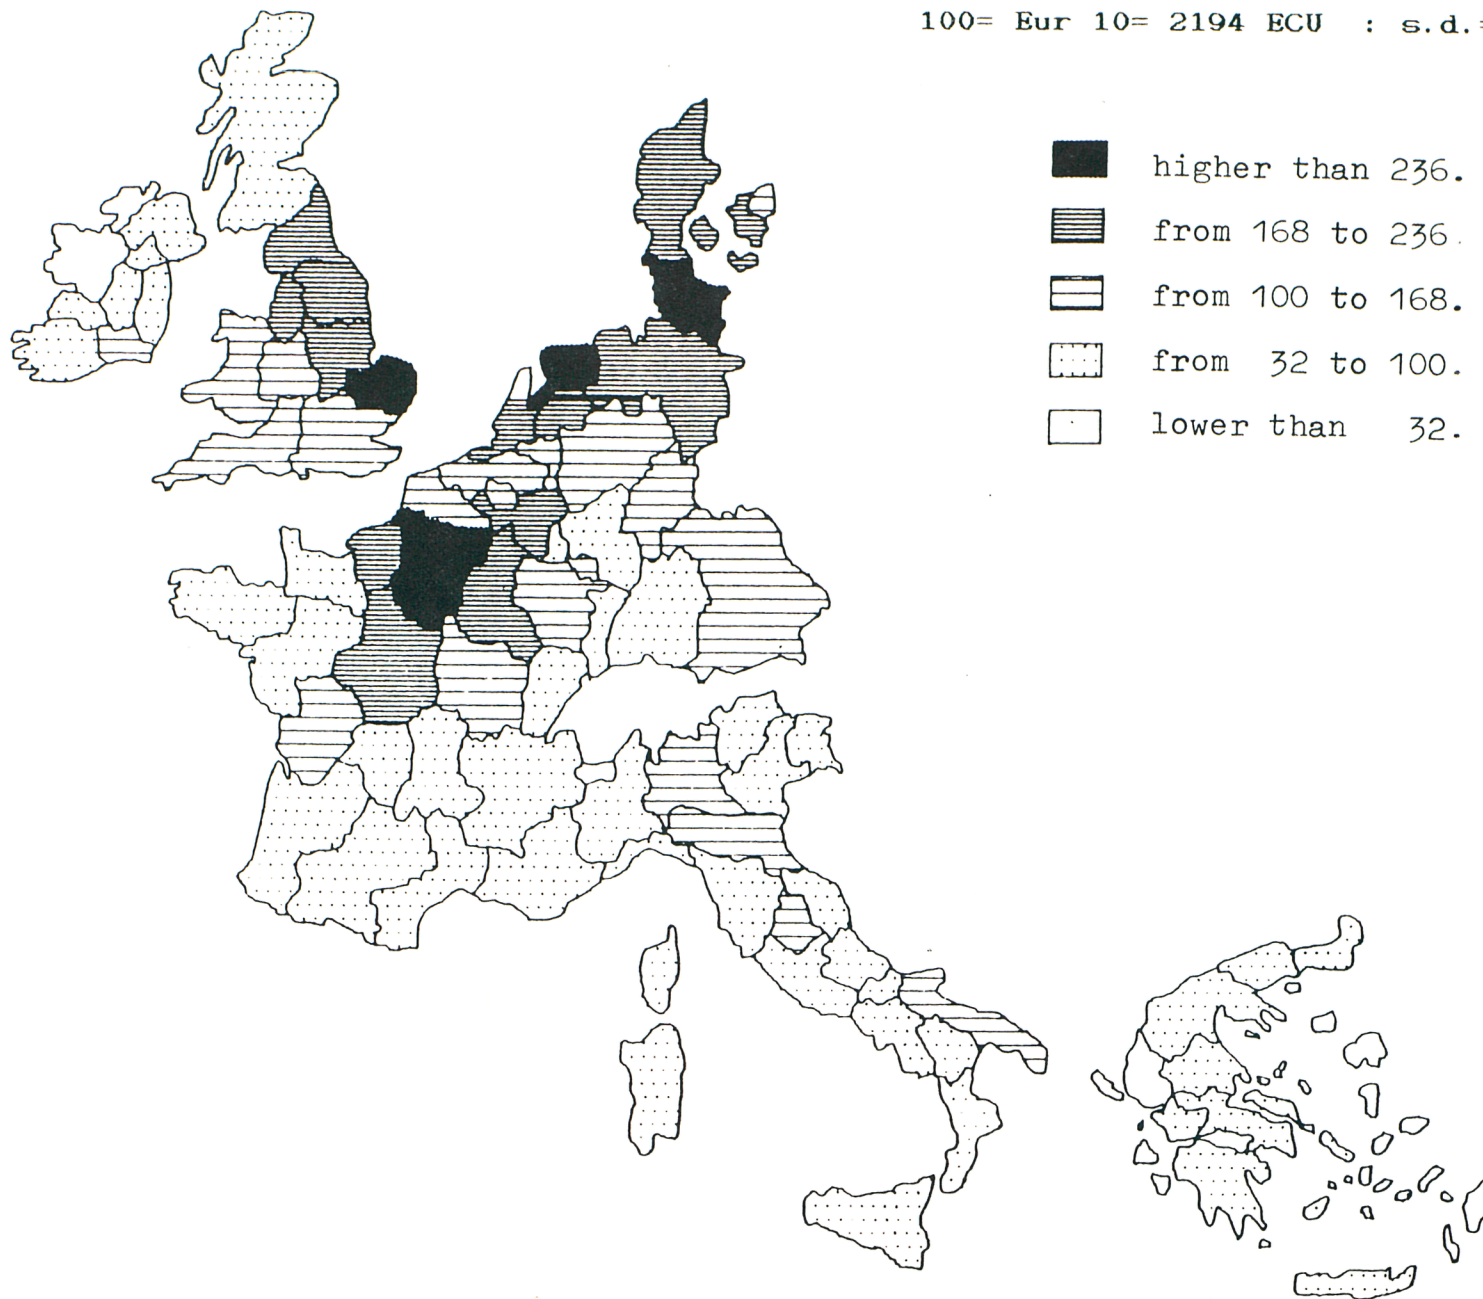 100= Eur 10= 2194 ECU : s.d.=
higher than 236.
from 168 to 236.
from 100 to 168.
from 32 to 100.
lower than 32.